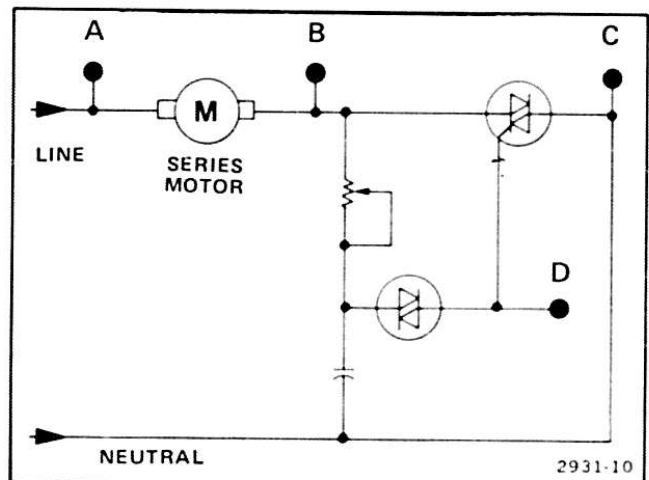 A
B
C
M
LINE
SERIES
MOTOR
D
NEUTRAL
2931-10